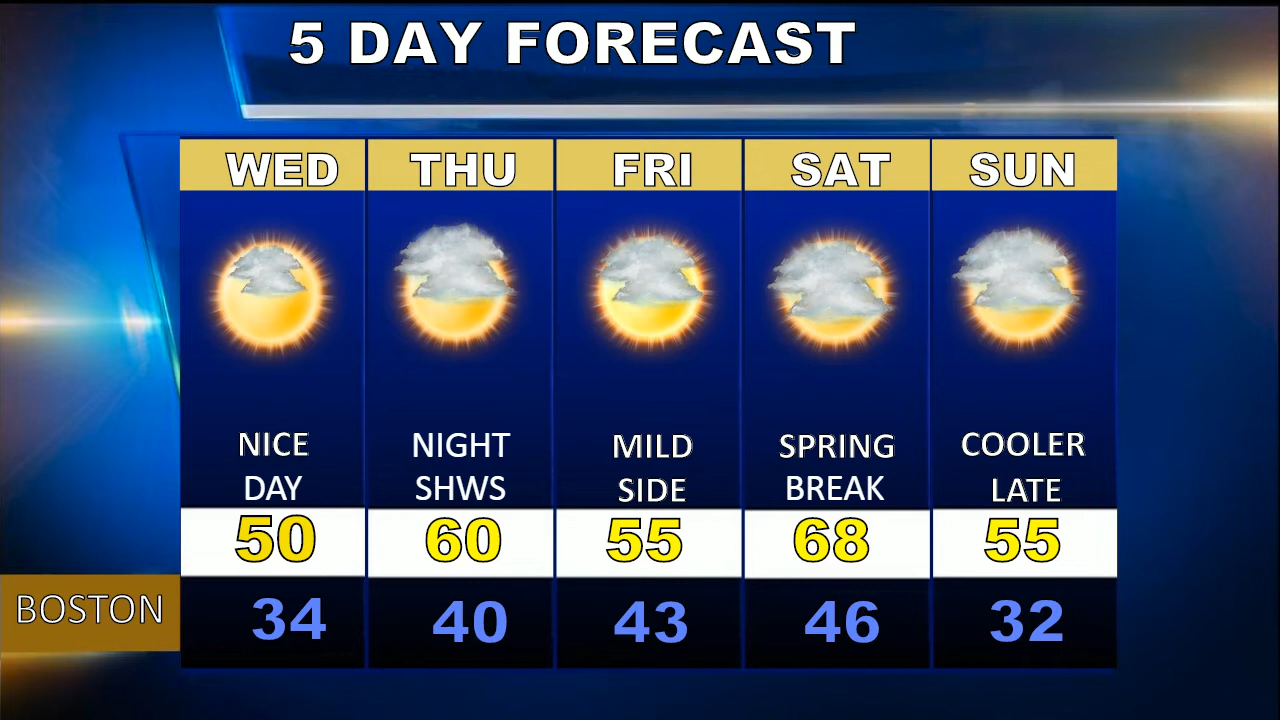 5 DAY FORECAST
WED THU FRI SAT SUN
NICE NIGHT MILD SPRING COOLER
DAY SHWS SIDE BREAK LATE
50 60 55 68 55
BOSTON 34 40 43 46 32